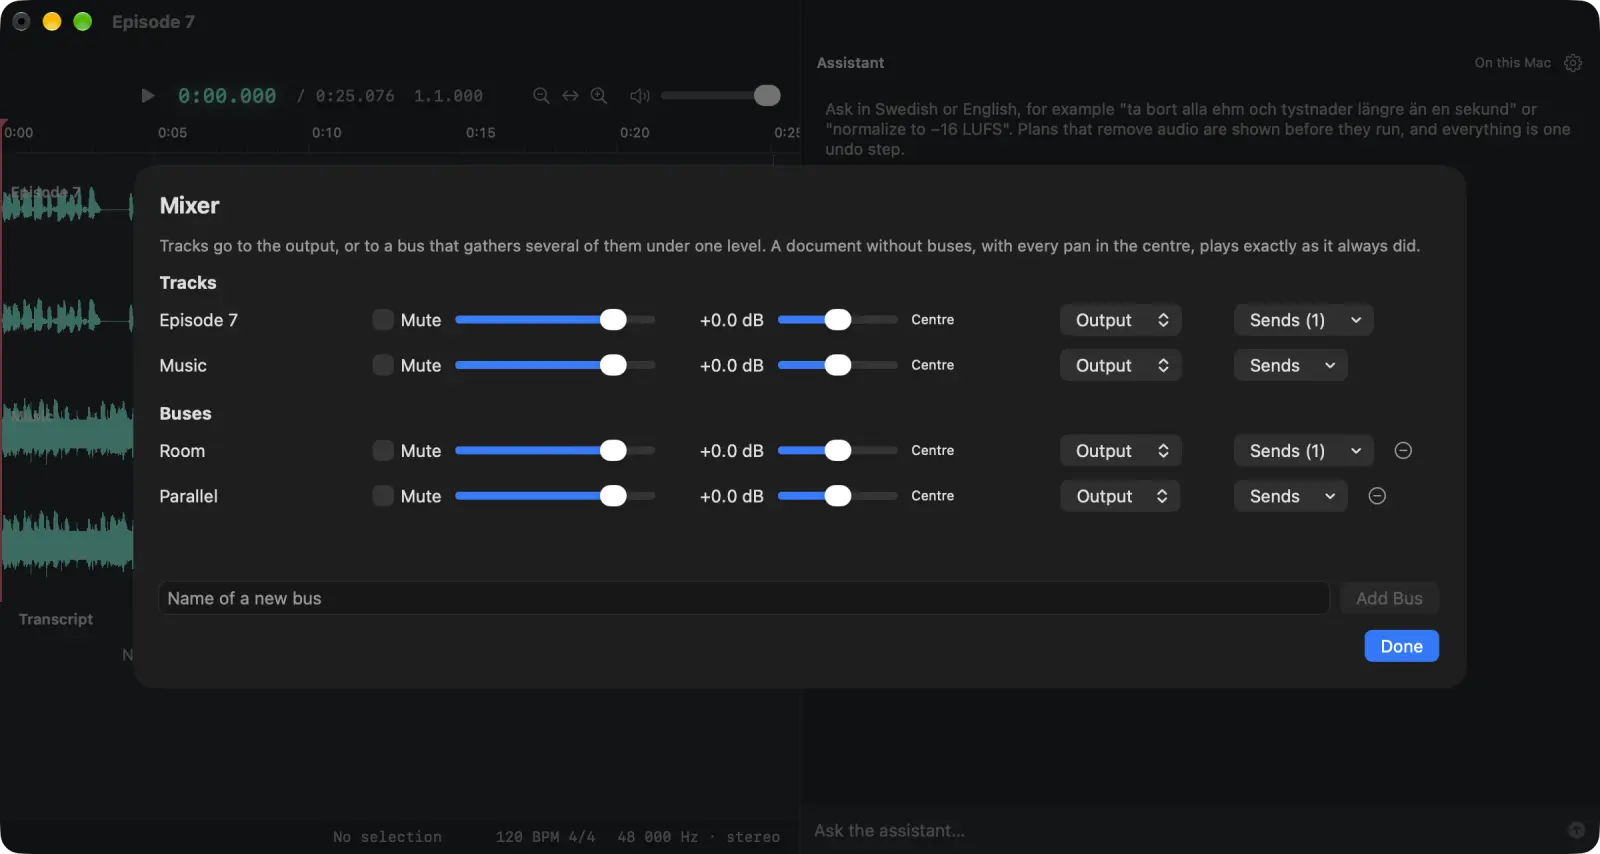 Episode 7
Assistant
On this Mac
0:00.000 / 0:25.076 1.1.000
Ask in Swedish or English, for example "ta bort alla ehm och tystnader längre än en sekund" or
"normalize to −16 LUFS". Plans that remove audio are shown before they run, and everything is one
undo step.
0:00 0:05 0:10 0:15 0:20 0:25
Episode 7
Mixer
Tracks go to the output, or to a bus that gathers several of them under one level. A document without buses, with every pan in the centre, plays exactly as it always did.
Tracks
Episode 7 Mute +0.0 dB Centre Output Sends (1)
Music Mute +0.0 dB Centre Output Sends
Buses
Room Mute +0.0 dB Centre Output Sends (1)
Parallel Mute +0.0 dB Centre Output Sends
Name of a new bus Add Bus
Transcript
Done
N
No selection 120 BPM 4/4 48 000 Hz · stereo
Ask the assistant...